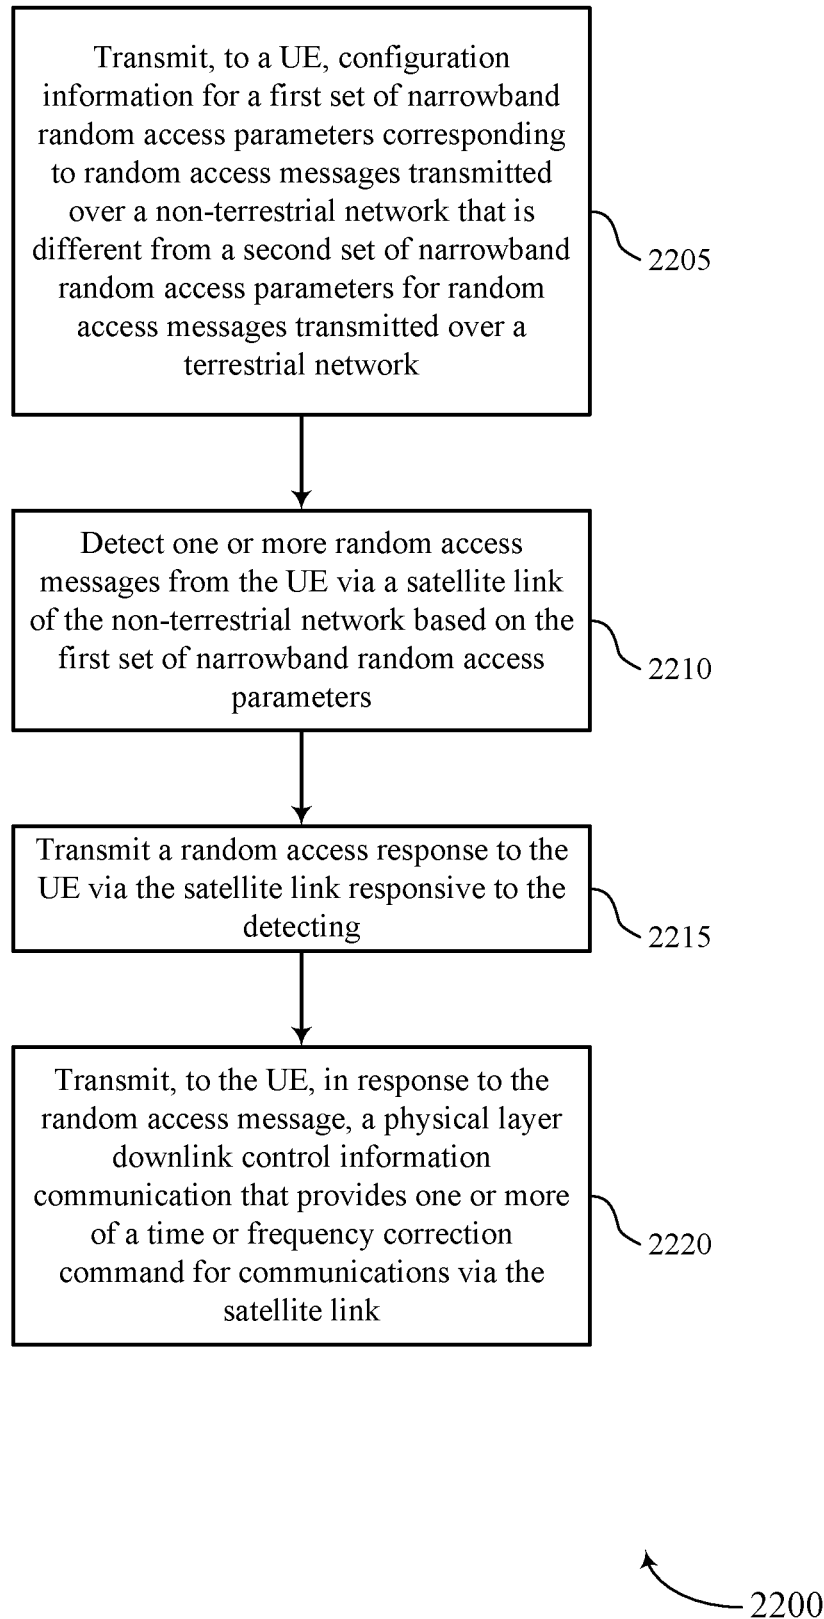 Transmit, to a UE, configuration
information for a first set of narrowband
random access parameters corresponding
to random access messages transmitted
over a non-terrestrial network that is
different from a second set of narrowband
random access parameters for random
access messages transmitted over a
terrestrial network
2205
Detect one or more random access
messages from the UE via a satellite link
of the non-terrestrial network based on the
first set of narrowband random access
parameters
2210
Transmit a random access response to the
UE via the satellite link responsive to the
detecting
2215
Transmit, to the UE, in response to the
random access message, a physical layer
downlink control information
communication that provides one or more
of a time or frequency correction
command for communications via the
satellite link
2220
2200